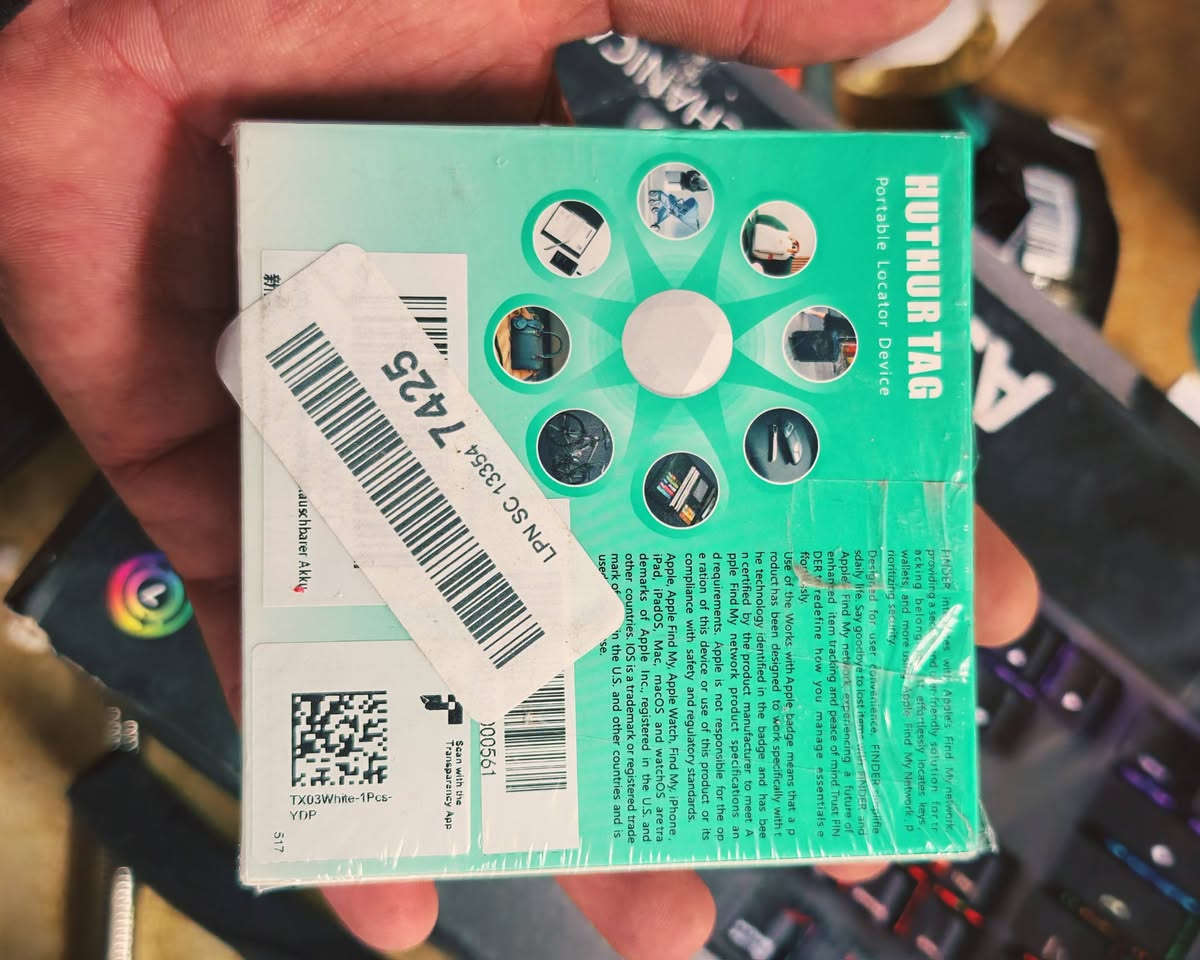 HUTHUR TAG
Portable Locator Device
FINDER integrates with Apple's Find My network,
providing a secure and user-friendly solution for tr
acking belongings effortlessly locates keys,
wallets, and more using Apple Find My Network, p
rioritizing security.
Designed for user convenience, FINDER simplifie
sdaily life. Say goodbye to lost items with FINDER and
Apple Find My network experiencing a future of
enhanced item tracking and peace of mind Trust FIN
DER to redefine how you manage essentials e
ffortlessly.
Use of the Works with Apple badge means that a p
roduct has been designed to work specifically with t
he technology identified in the badge and has bee
n certified by the product manufacturer to meet A
pple Find My network product specifications an
d requirements. Apple is not responsible for the op
eration of this device or use of this product or its
compliance with safety and regulatory standards.
Apple, Apple Find My, Apple Watch, Find My, iPhone,
iPad, iPadOS, Mac, macOS and watchOS are tra
demarks of Apple Inc., registered in the U.S. and
other countries. IOS is a trademark or registered trade
mark of in the U.S. and other countries and is
used se.
LPN SC 13354 7425
auschbarer Akku
000561
Scan with the
Transparency App
TX03White-1Pcs-
YDP
517
HANIC